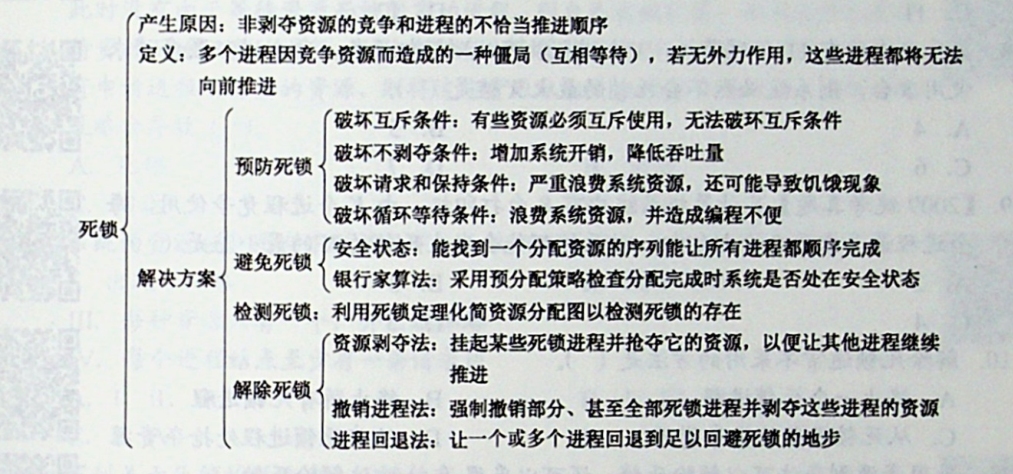 产生原因：非剥夺资源的竞争和进程的不恰当推进顺序
定义：多个进程因竞争资源而造成的一种僵局（互相等待），若无外力作用，这些进程都将无法
向前推进
破坏互斥条件：有些资源必须互斥使用，无法破环互斥条件
预防死锁
破坏不剥夺条件：增加系统开销，降低吞吐量
破坏请求和保持条件：严重浪费系统资源，还可能导致饥饿现象
破坏循环等待条件：浪费系统资源，并造成编程不便
死锁
解决方案
避免死锁
安全状态：能找到一个分配资源的序列能让所有进程都顺序完成
银行家算法：采用预分配策略检查分配完成时系统是否处在安全状态
检测死锁：利用死锁定理化简资源分配图以检测死锁的存在
解除死锁
资源剥夺法：挂起某些死锁进程并抢夺它的资源，以便让其他进程继续
推进
撤销进程法：强制撤销部分、甚至全部死锁进程并剥夺这些进程的资源
进程回退法：让一个或多个进程回退到足以回避死锁的地步